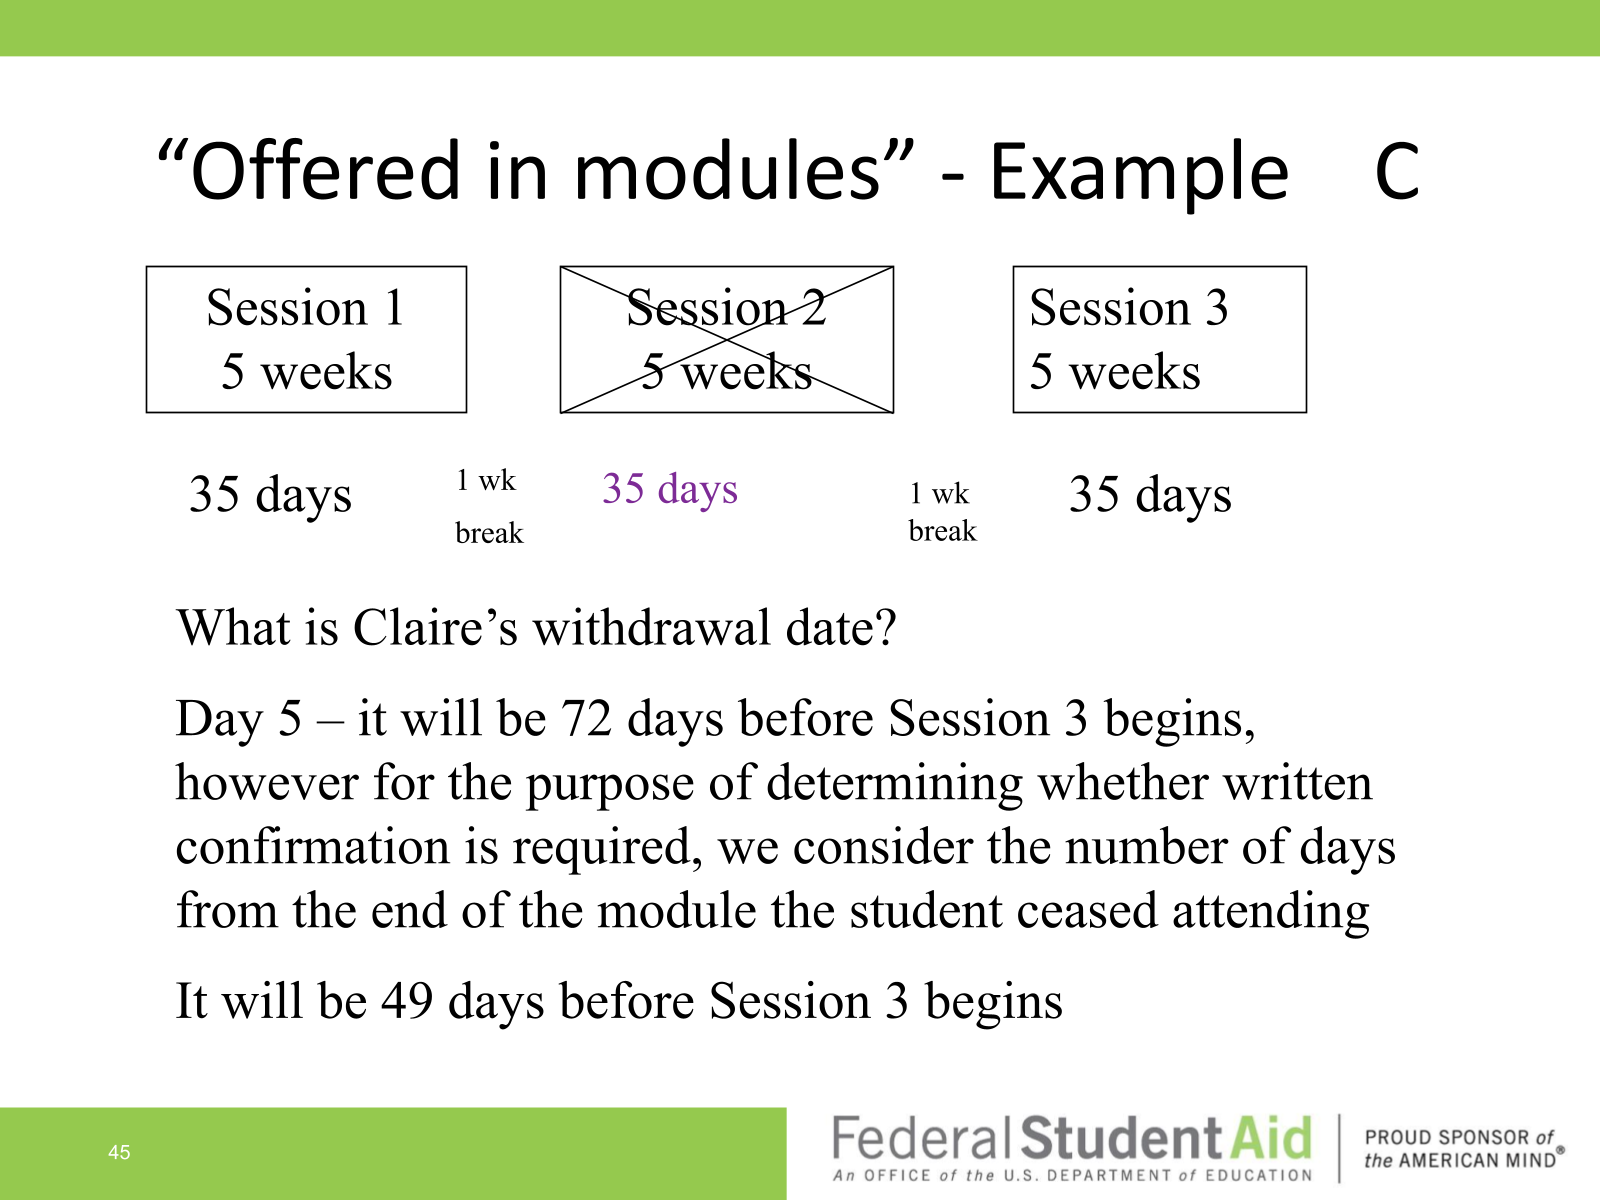 “Offered in modules” - Example C
Session 1
5 weeks
Session 2
5 weeks
Session 3
5 weeks
35 days
1 wk
break
35 days
1 wk
break
35 days
What is Claire’s withdrawal date?
Day 5 – it will be 72 days before Session 3 begins,
however for the purpose of determining whether written
confirmation is required, we consider the number of days
from the end of the module the student ceased attending
It will be 49 days before Session 3 begins
45
Federal Student Aid
An OFFICE of the U.S. DEPARTMENT of EDUCATION
PROUD SPONSOR of
the AMERICAN MIND®